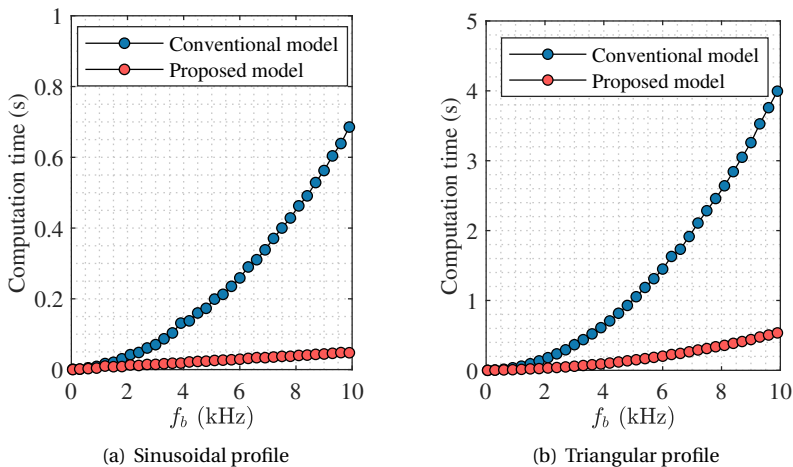 1
0.8
0.6
0.4
0.2
0
Computation time (s)
Conventional model
Proposed model
0 2 4 6 8 10
f_b (kHz)
(a) Sinusoidal profile
5
4
3
2
1
0
Computation time (s)
Conventional model
Proposed model
0 2 4 6 8 10
f_b (kHz)
(b) Triangular profile